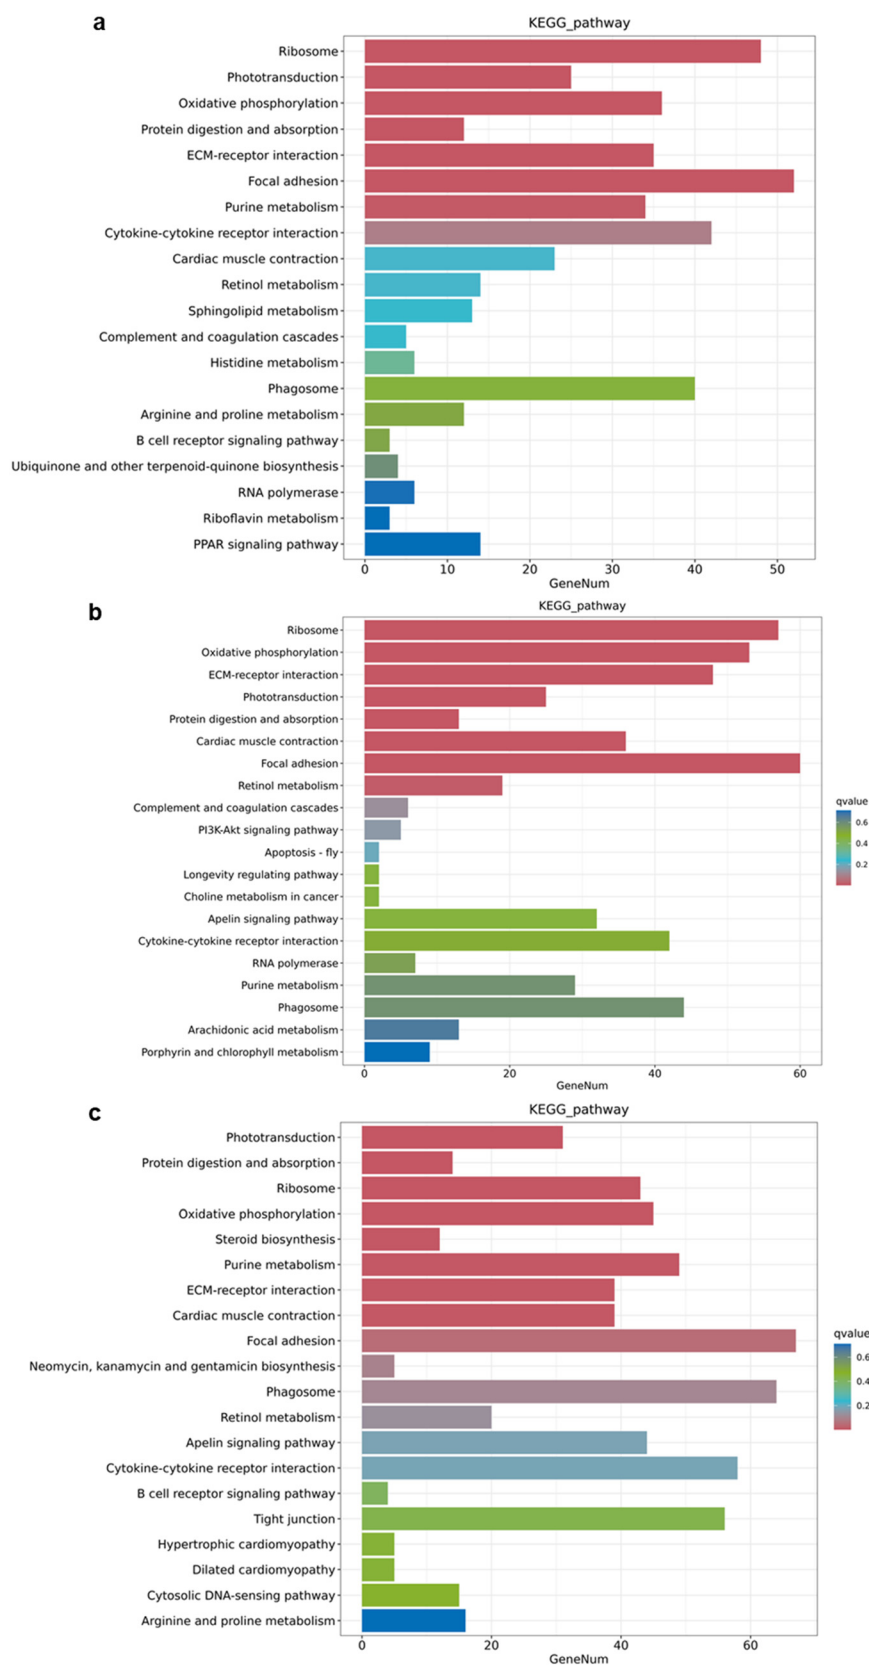 a
KEGG_pathway
Ribosome
Phototransduction
Oxidative phosphorylation
Protein digestion and absorption
ECM-receptor interaction
Focal adhesion
Purine metabolism
Cytokine-cytokine receptor interaction
Cardiac muscle contraction
Retinol metabolism
Sphingolipid metabolism
Complement and coagulation cascades
Histidine metabolism
Phagosome
Arginine and proline metabolism
B cell receptor signaling pathway
Ubiquinone and other terpenoid-quinone biosynthesis
RNA polymerase
Riboflavin metabolism
PPAR signaling pathway
0 10 20 30 40 50
GeneNum
b
KEGG_pathway
Ribosome
Oxidative phosphorylation
ECM-receptor interaction
Phototransduction
Protein digestion and absorption
Cardiac muscle contraction
Focal adhesion
Retinol metabolism
Complement and coagulation cascades
PI3K-Akt signaling pathway
Apoptosis - fly
Longevity regulating pathway
Choline metabolism in cancer
Apelin signaling pathway
Cytokine-cytokine receptor interaction
RNA polymerase
Purine metabolism
Phagosome
Arachidonic acid metabolism
Porphyrin and chlorophyll metabolism
0 20 40 60
GeneNum
qvalue
0.6
0.4
0.2
c
KEGG_pathway
Phototransduction
Protein digestion and absorption
Ribosome
Oxidative phosphorylation
Steroid biosynthesis
Purine metabolism
ECM-receptor interaction
Cardiac muscle contraction
Focal adhesion
Neomycin, kanamycin and gentamicin biosynthesis
Phagosome
Retinol metabolism
Apelin signaling pathway
Cytokine-cytokine receptor interaction
B cell receptor signaling pathway
Tight junction
Hypertrophic cardiomyopathy
Dilated cardiomyopathy
Cytosolic DNA-sensing pathway
Arginine and proline metabolism
0 20 40 60
GeneNum
qvalue
0.6
0.4
0.2